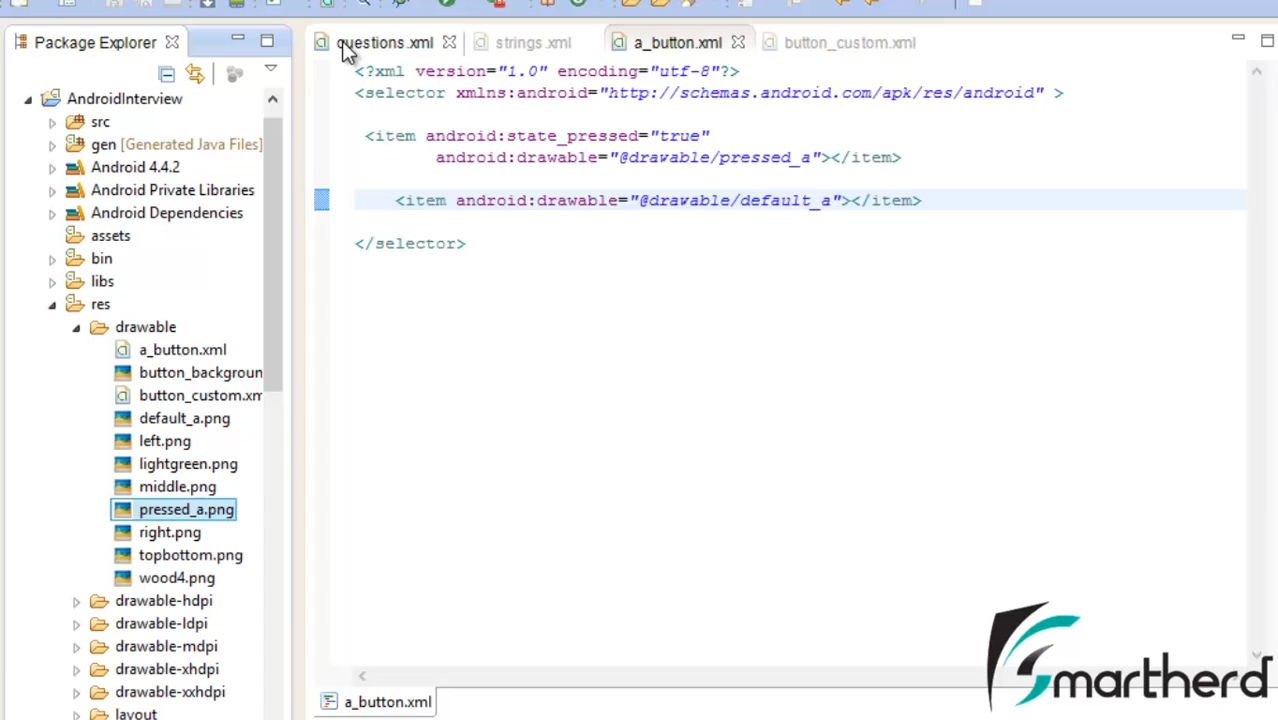 Package Explorer
questions.xml
strings.xml
a_button.xml
button_custom.xml
AndroidInterview
src
gen [Generated Java Files]
Android 4.4.2
Android Private Libraries
Android Dependencies
assets
bin
libs
res
drawable
a_button.xml
button_backgroun
button_custom.xm
default_a.png
left.png
lightgreen.png
middle.png
pressed_a.png
right.png
topbottom.png
wood4.png
drawable-hdpi
drawable-ldpi
drawable-mdpi
drawable-xhdpi
drawable-xxhdpi
layout
<?xml version="1.0" encoding="utf-8"?>
<selector xmlns:android="http://schemas.android.com/apk/res/android" >
<item android:state_pressed="true"
android:drawable="@drawable/pressed_a"></item>
<item android:drawable="@drawable/default_a"></item>
</selector>
a_button.xml
Smartherd